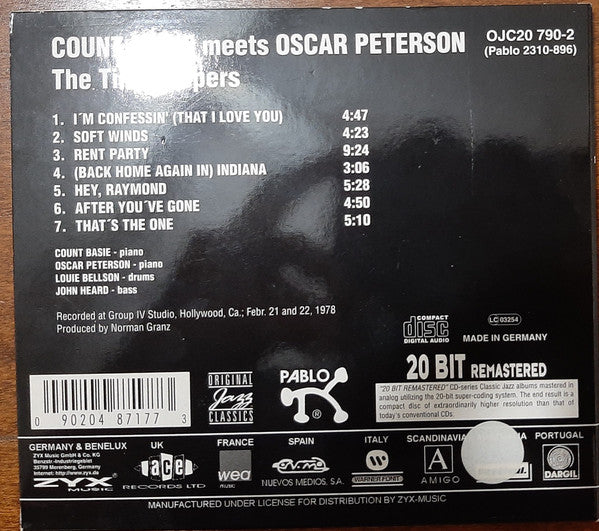 COUNT meets OSCAR PETERSON
OJC20 790-2
(Pablo 2310-896)
The
1. I´M CONFESSIN´ (THAT I LOVE YOU) 4:47
2. SOFT WINDS 4:23
3. RENT PARTY 9:24
4. (BACK HOME AGAIN IN) INDIANA 3:06
5. HEY, RAYMOND 5:28
6. AFTER YOU´VE GONE 4:50
7. THAT´S THE ONE 5:10
COUNT BASIE - piano
OSCAR PETERSON - piano
LOUIE BELLSON - drums
JOHN HEARD - bass
Recorded at Group IV Studio, Hollywood, Ca.; Febr. 21 and 22, 1978
Produced by Norman Granz
COMPACT
disc
DIGITAL AUDIO
LC 03254
MADE IN GERMANY
20 BIT REMASTERED
"20 BIT REMASTERED" CD-series Classic Jazz albums mastered in
analog utilizing the 20-bit super-coding system. The end result is a
compact disc of extraordinarily higher resolution than that of
today's conventional CDs.
0 90204 87177 3
ORIGINAL
Jazz
CLASSICS
PABLO
®
GERMANY & BENELUX
ZYX Music GmbH & Co. KG
Benzstr.-Industriegebiet
35799 Merenberg, Germany
Internet: http://www.zyx.de
ZYX
MUSIC
UK
ace
RECORDS LTD
FRANCE
wea
music
SPAIN
NUEVOS MEDIOS, S.A.
ITALY
WARNER FONIT
SCANDINAVIA
A
AMIGO
PORTUGAL
DARGIL
MANUFACTURED UNDER LICENSE FOR DISTRIBUTION BY ZYX-MUSIC